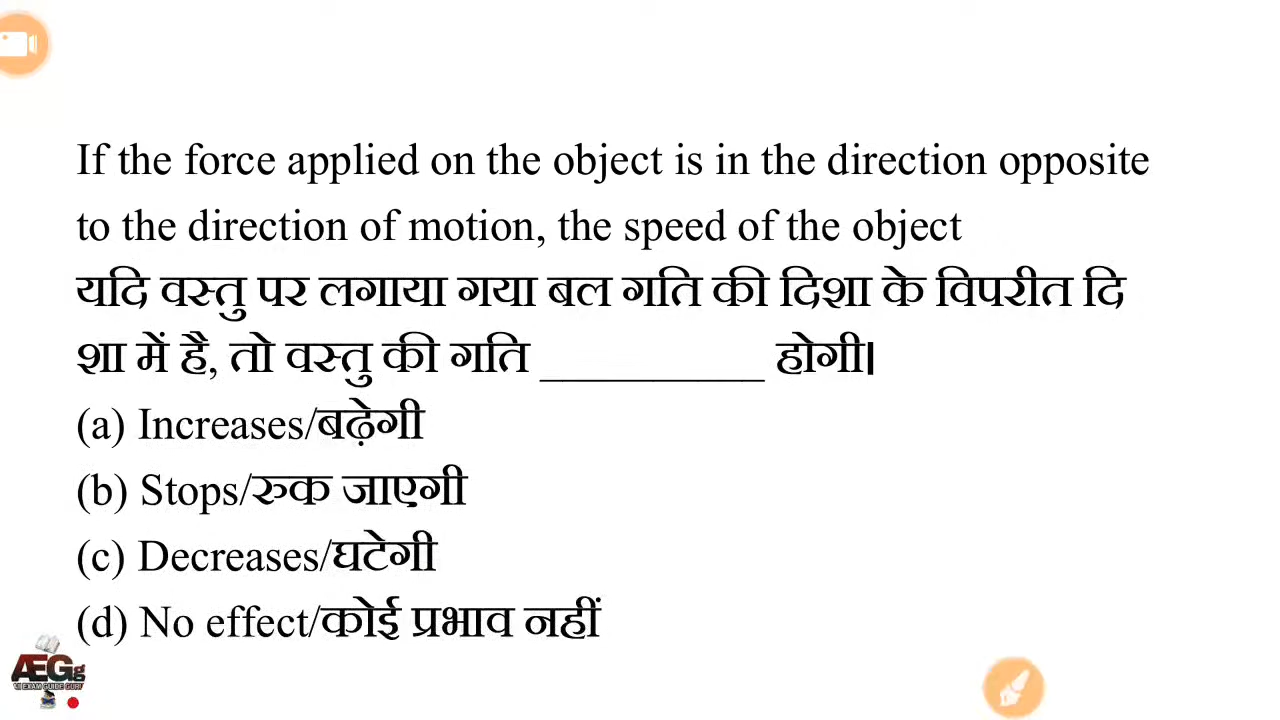 If the force applied on the object is in the direction opposite
to the direction of motion, the speed of the object
यदि वस्तु पर लगाया गया बल गति की दिशा के विपरीत दि
शा में है, तो वस्तु की गति __________ होगी।
(a) Increases/बढ़ेगी
(b) Stops/रुक जाएगी
(c) Decreases/घटेगी
(d) No effect/कोई प्रभाव नहीं
ÆGg